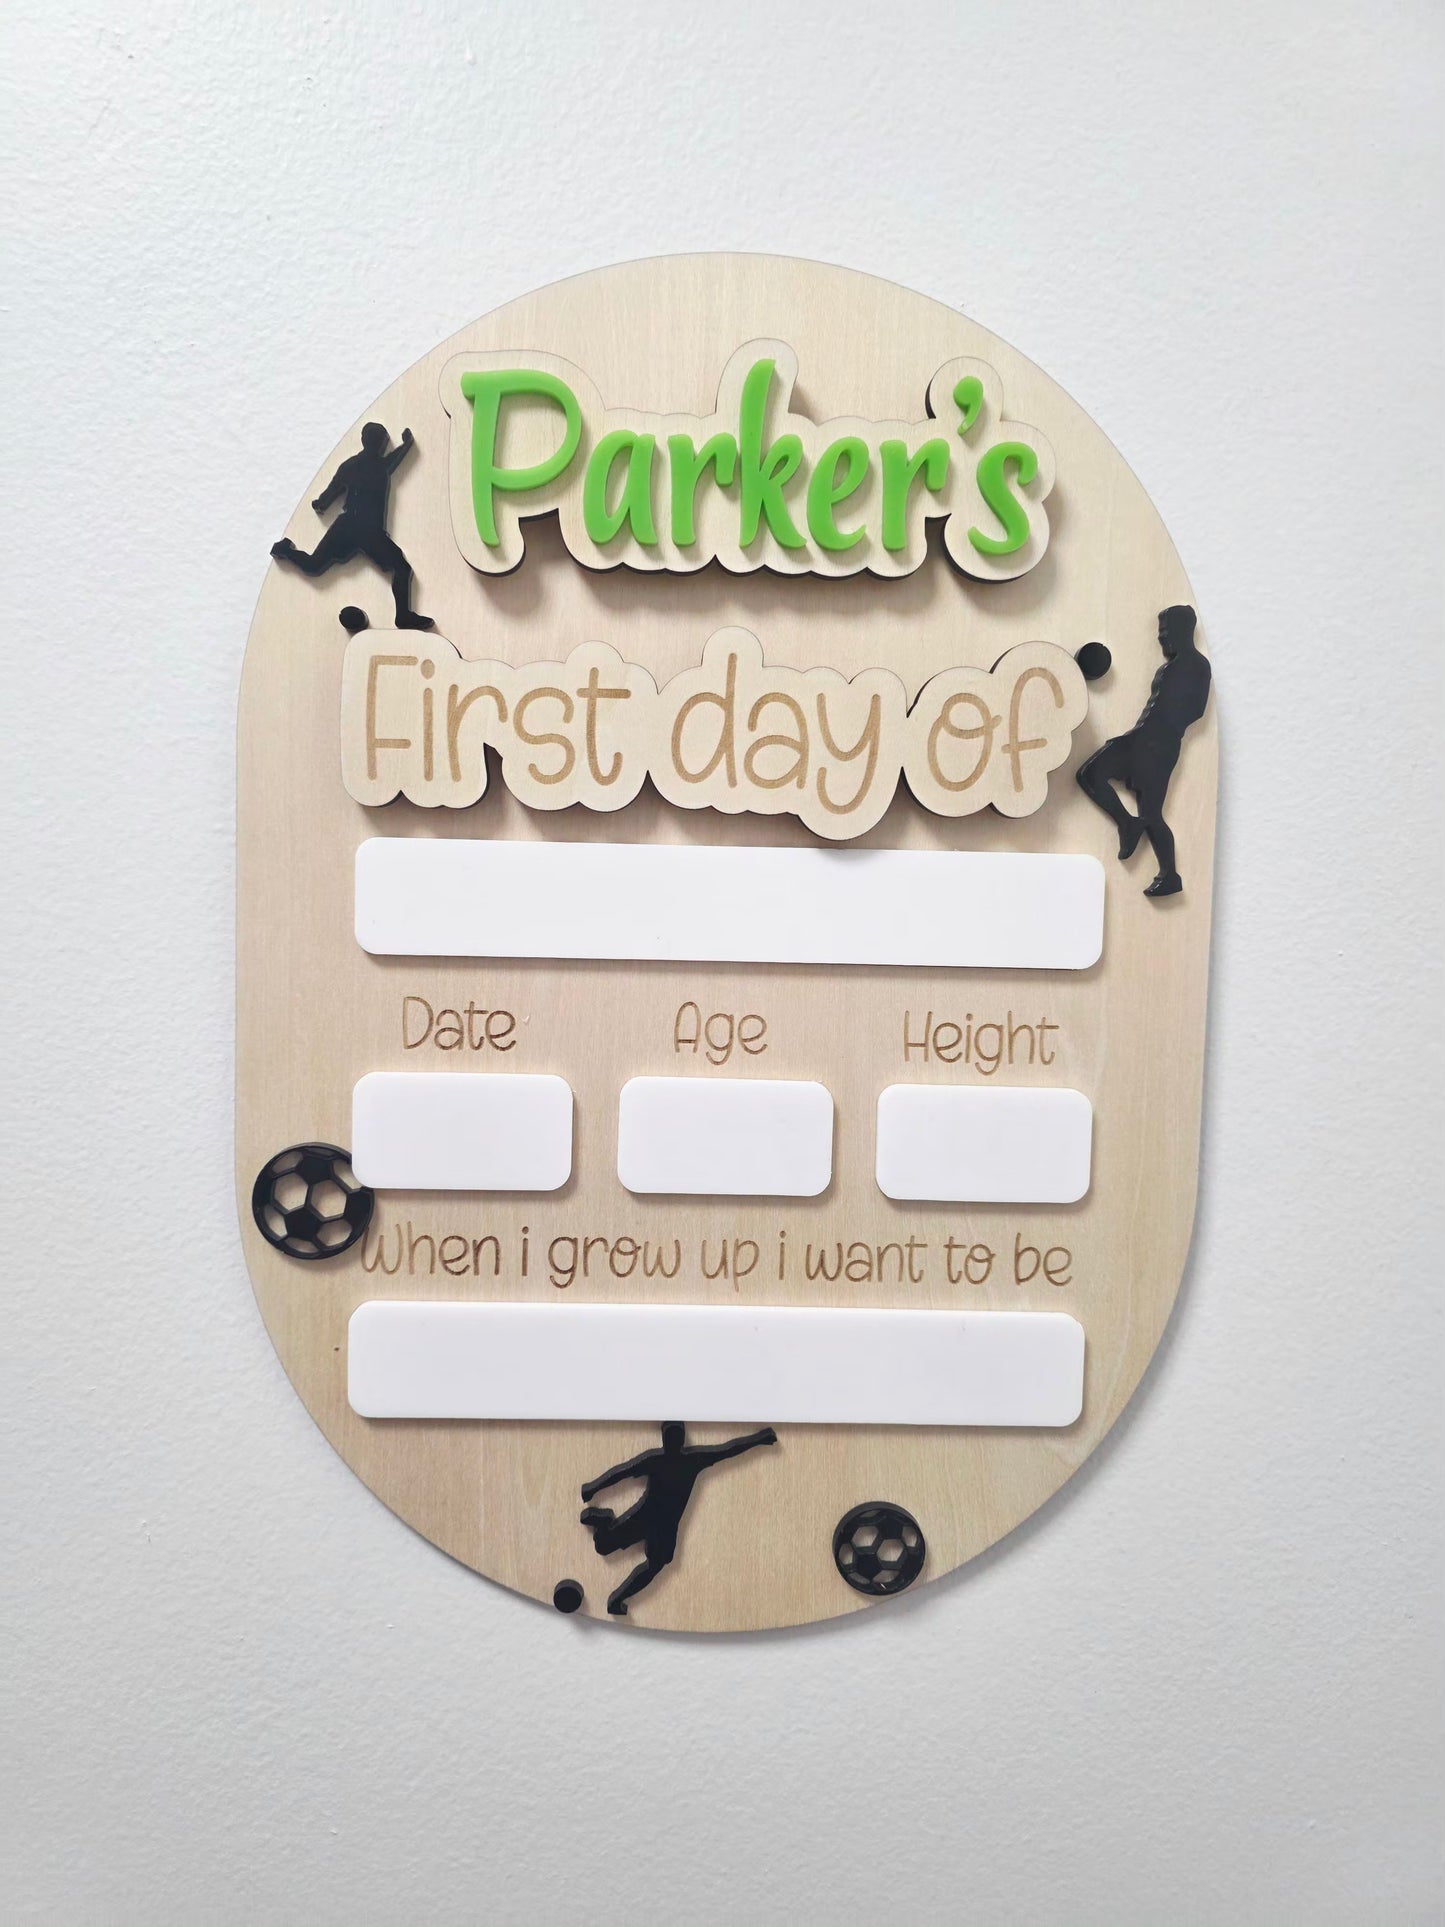 Parker's
First day of
Date Age Height
When i grow up i want to be